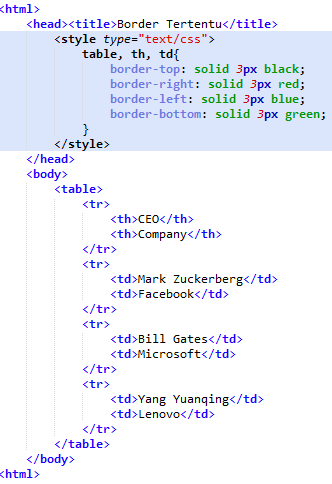 <html>
<head><title>Border Tertentu</title>
<style type="text/css">
table, th, td{
border-top: solid 3px black;
border-right: solid 3px red;
border-left: solid 3px blue;
border-bottom: solid 3px green;
}
</style>
</head>
<body>
<table>
<tr>
<th>CEO</th>
<th>Company</th>
</tr>
<tr>
<td>Mark Zuckerberg</td>
<td>Facebook</td>
</tr>
<tr>
<td>Bill Gates</td>
<td>Microsoft</td>
</tr>
<tr>
<td>Yang Yuanqing</td>
<td>Lenovo</td>
</tr>
</table>
</body>
<html>